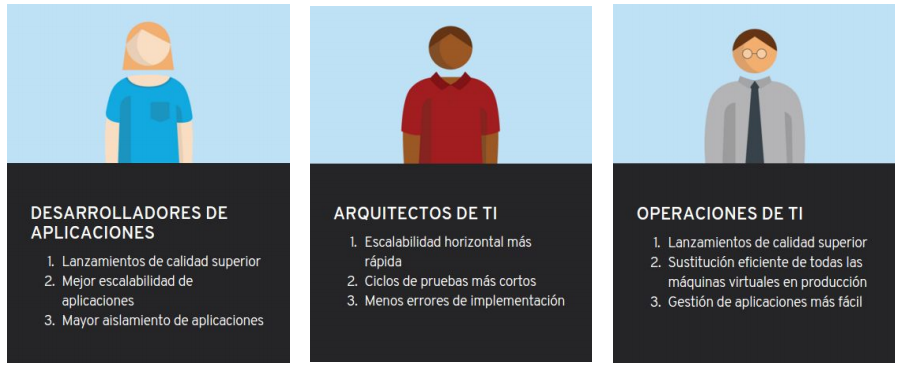 DESARROLLADORES DE
APLICACIONES
1. Lanzamientos de calidad superior
2. Mejor escalabilidad de
aplicaciones
3. Mayor aislamiento de aplicaciones
ARQUITECTOS DE TI
1. Escalabilidad horizontal más
rápida
2. Ciclos de pruebas más cortos
3. Menos errores de implementación
OPERACIONES DE TI
1. Lanzamientos de calidad superior
2. Sustitución eficiente de todas las
máquinas virtuales en producción
3. Gestión de aplicaciones más fácil